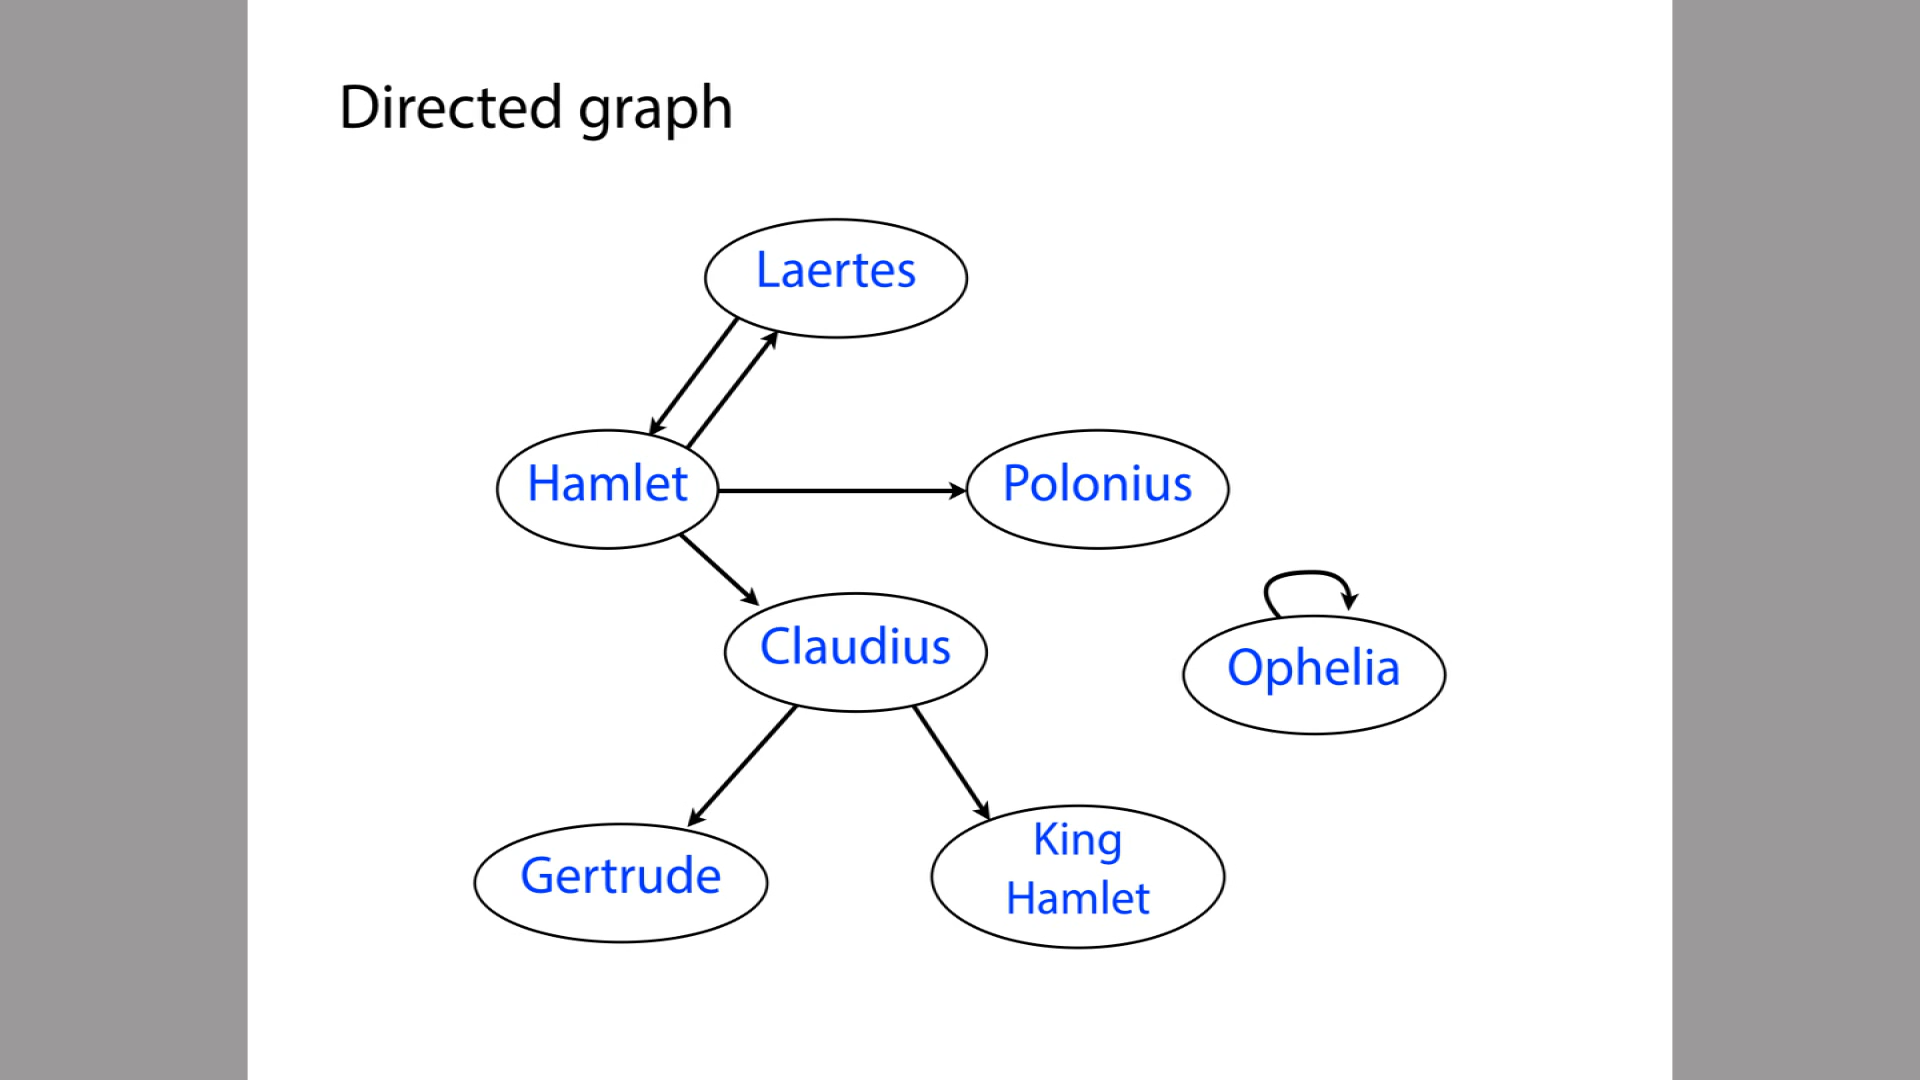 Directed graph
Laertes
Hamlet
Polonius
Claudius
Ophelia
Gertrude
King
Hamlet